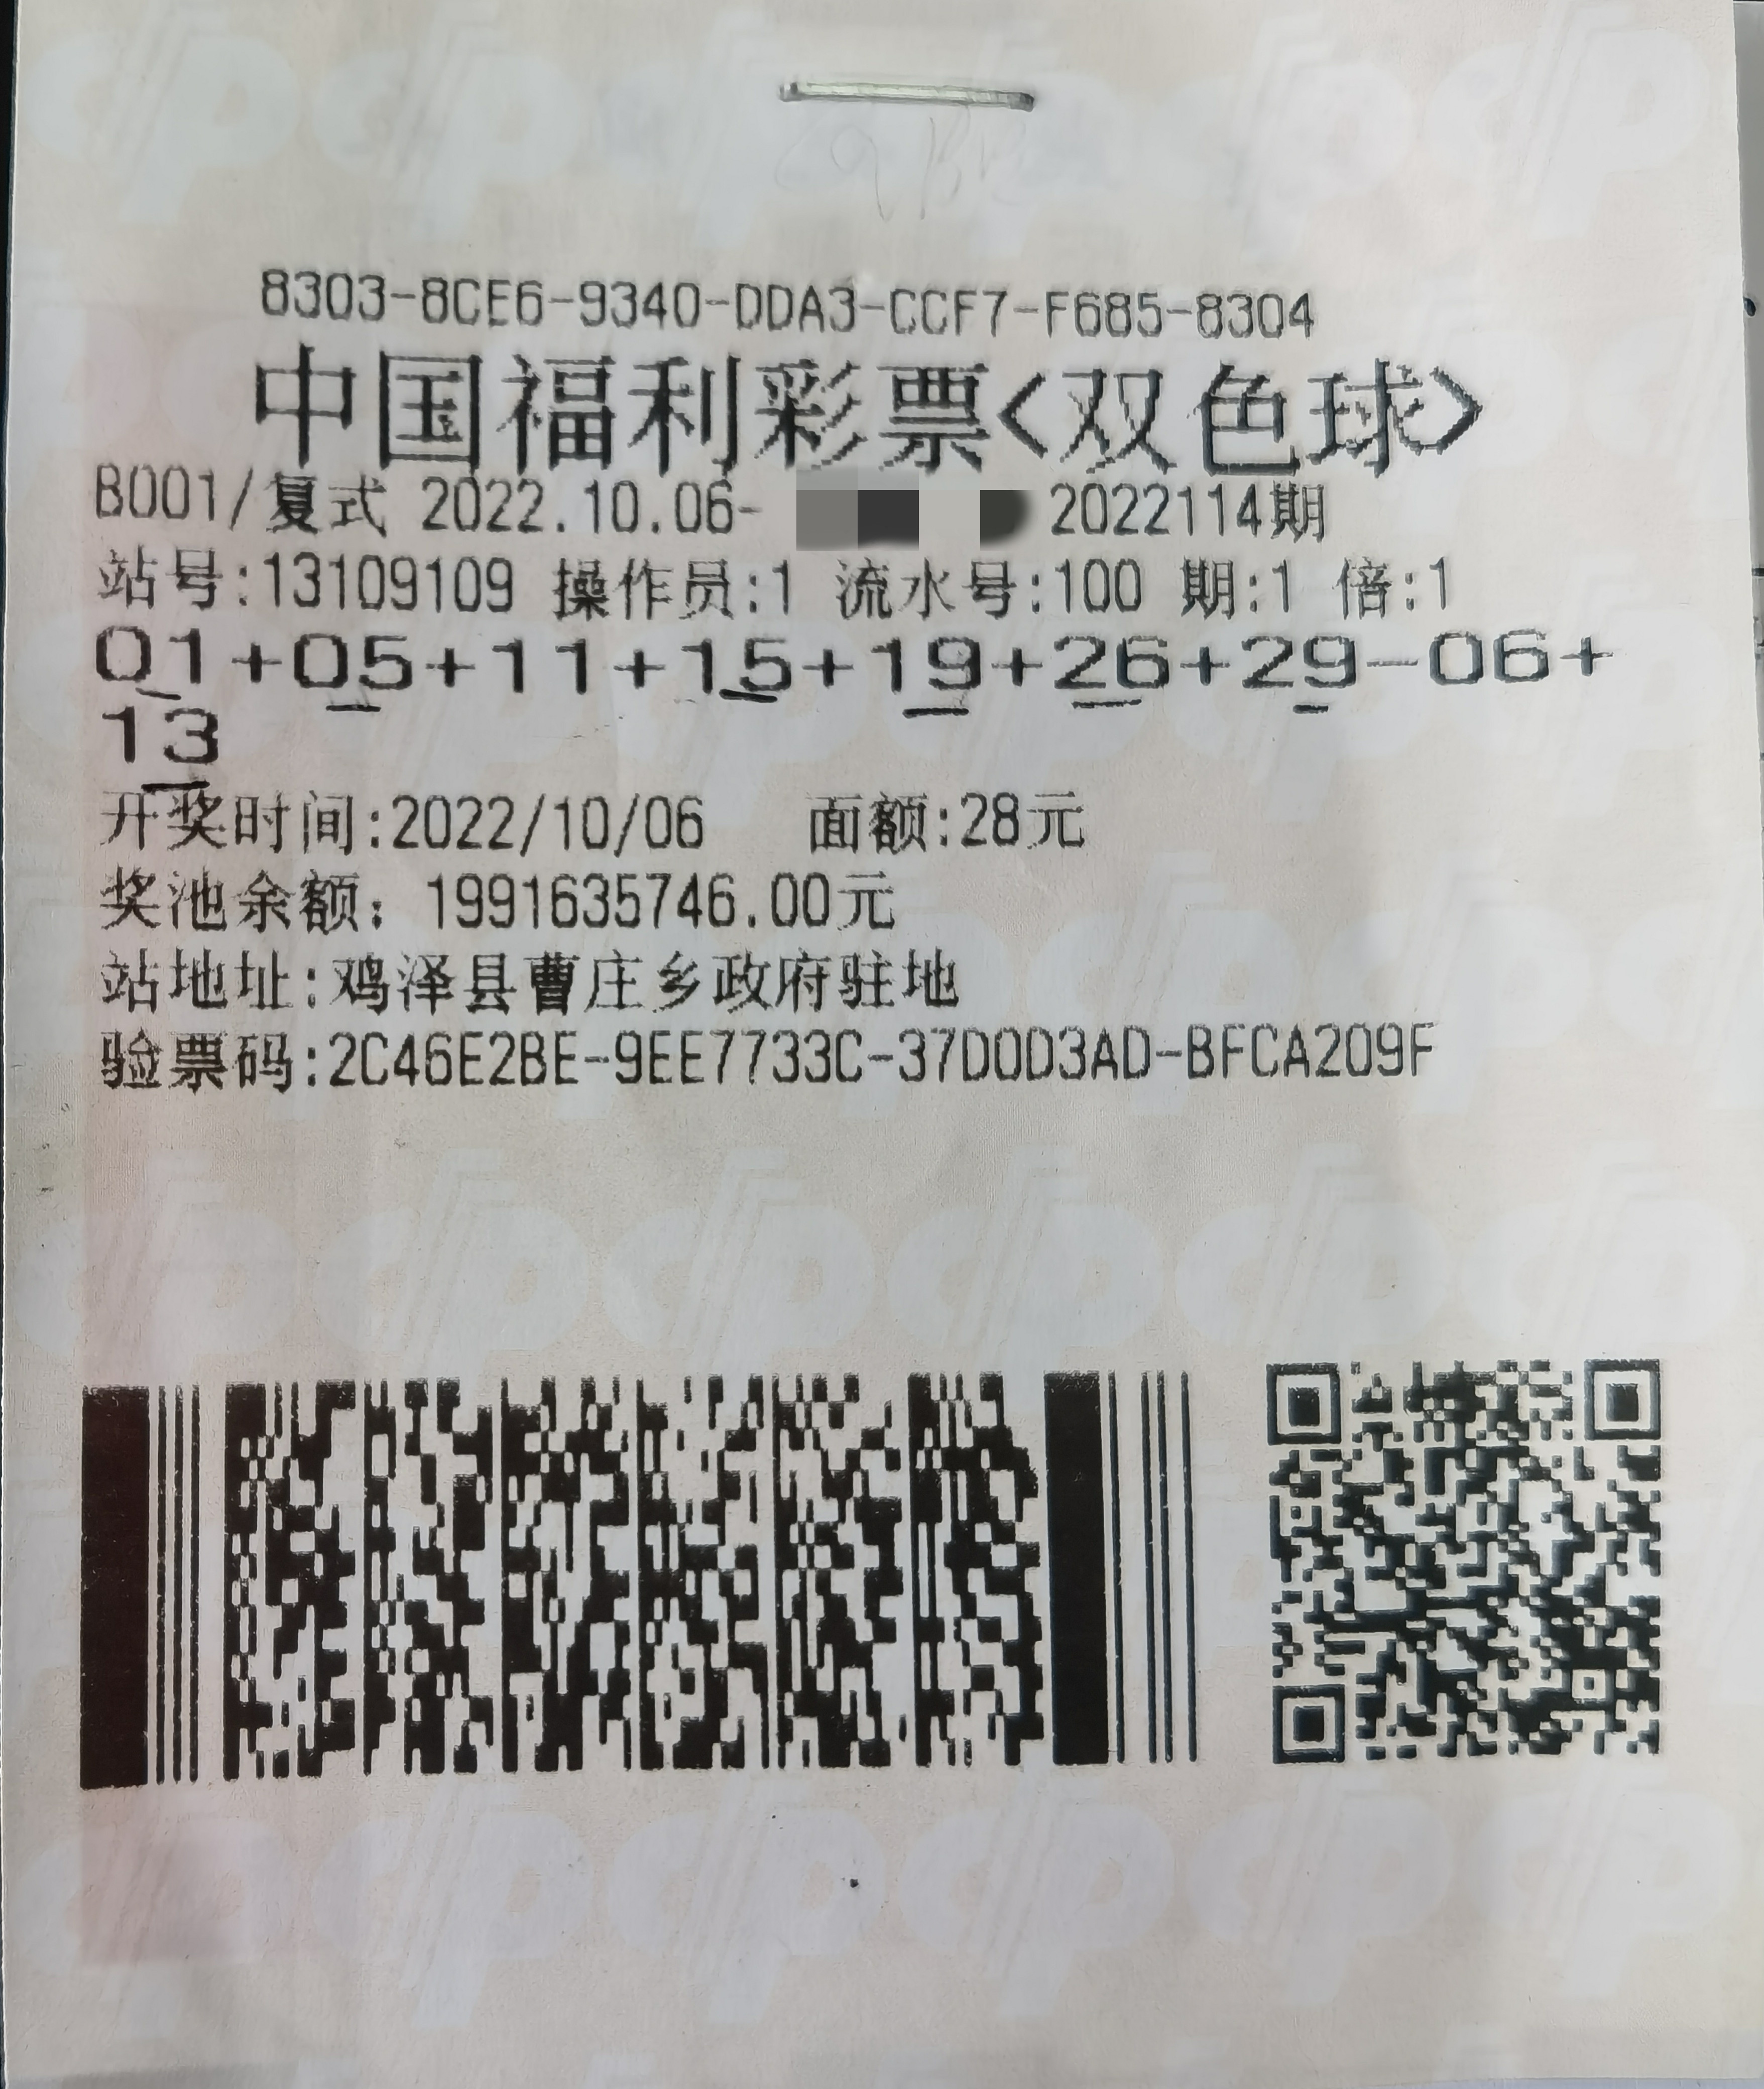 8303-8CE6-9340-DDA3-CCF7-F685-8304
中国福利彩票<双色球>
B001/复式 2022.10.06- 2022114期
站号:13109109 操作员:1 流水号:100 期:1 倍:1
01+05+11+15+19+26+29-06+
13
开奖时间:2022/10/06 面额:28元
奖池余额: 1991635746.00元
站地址:鸡泽县曹庄乡政府驻地
验票码:2C46E2BE-9EE7733C-37D0D3AD-BFCA209F